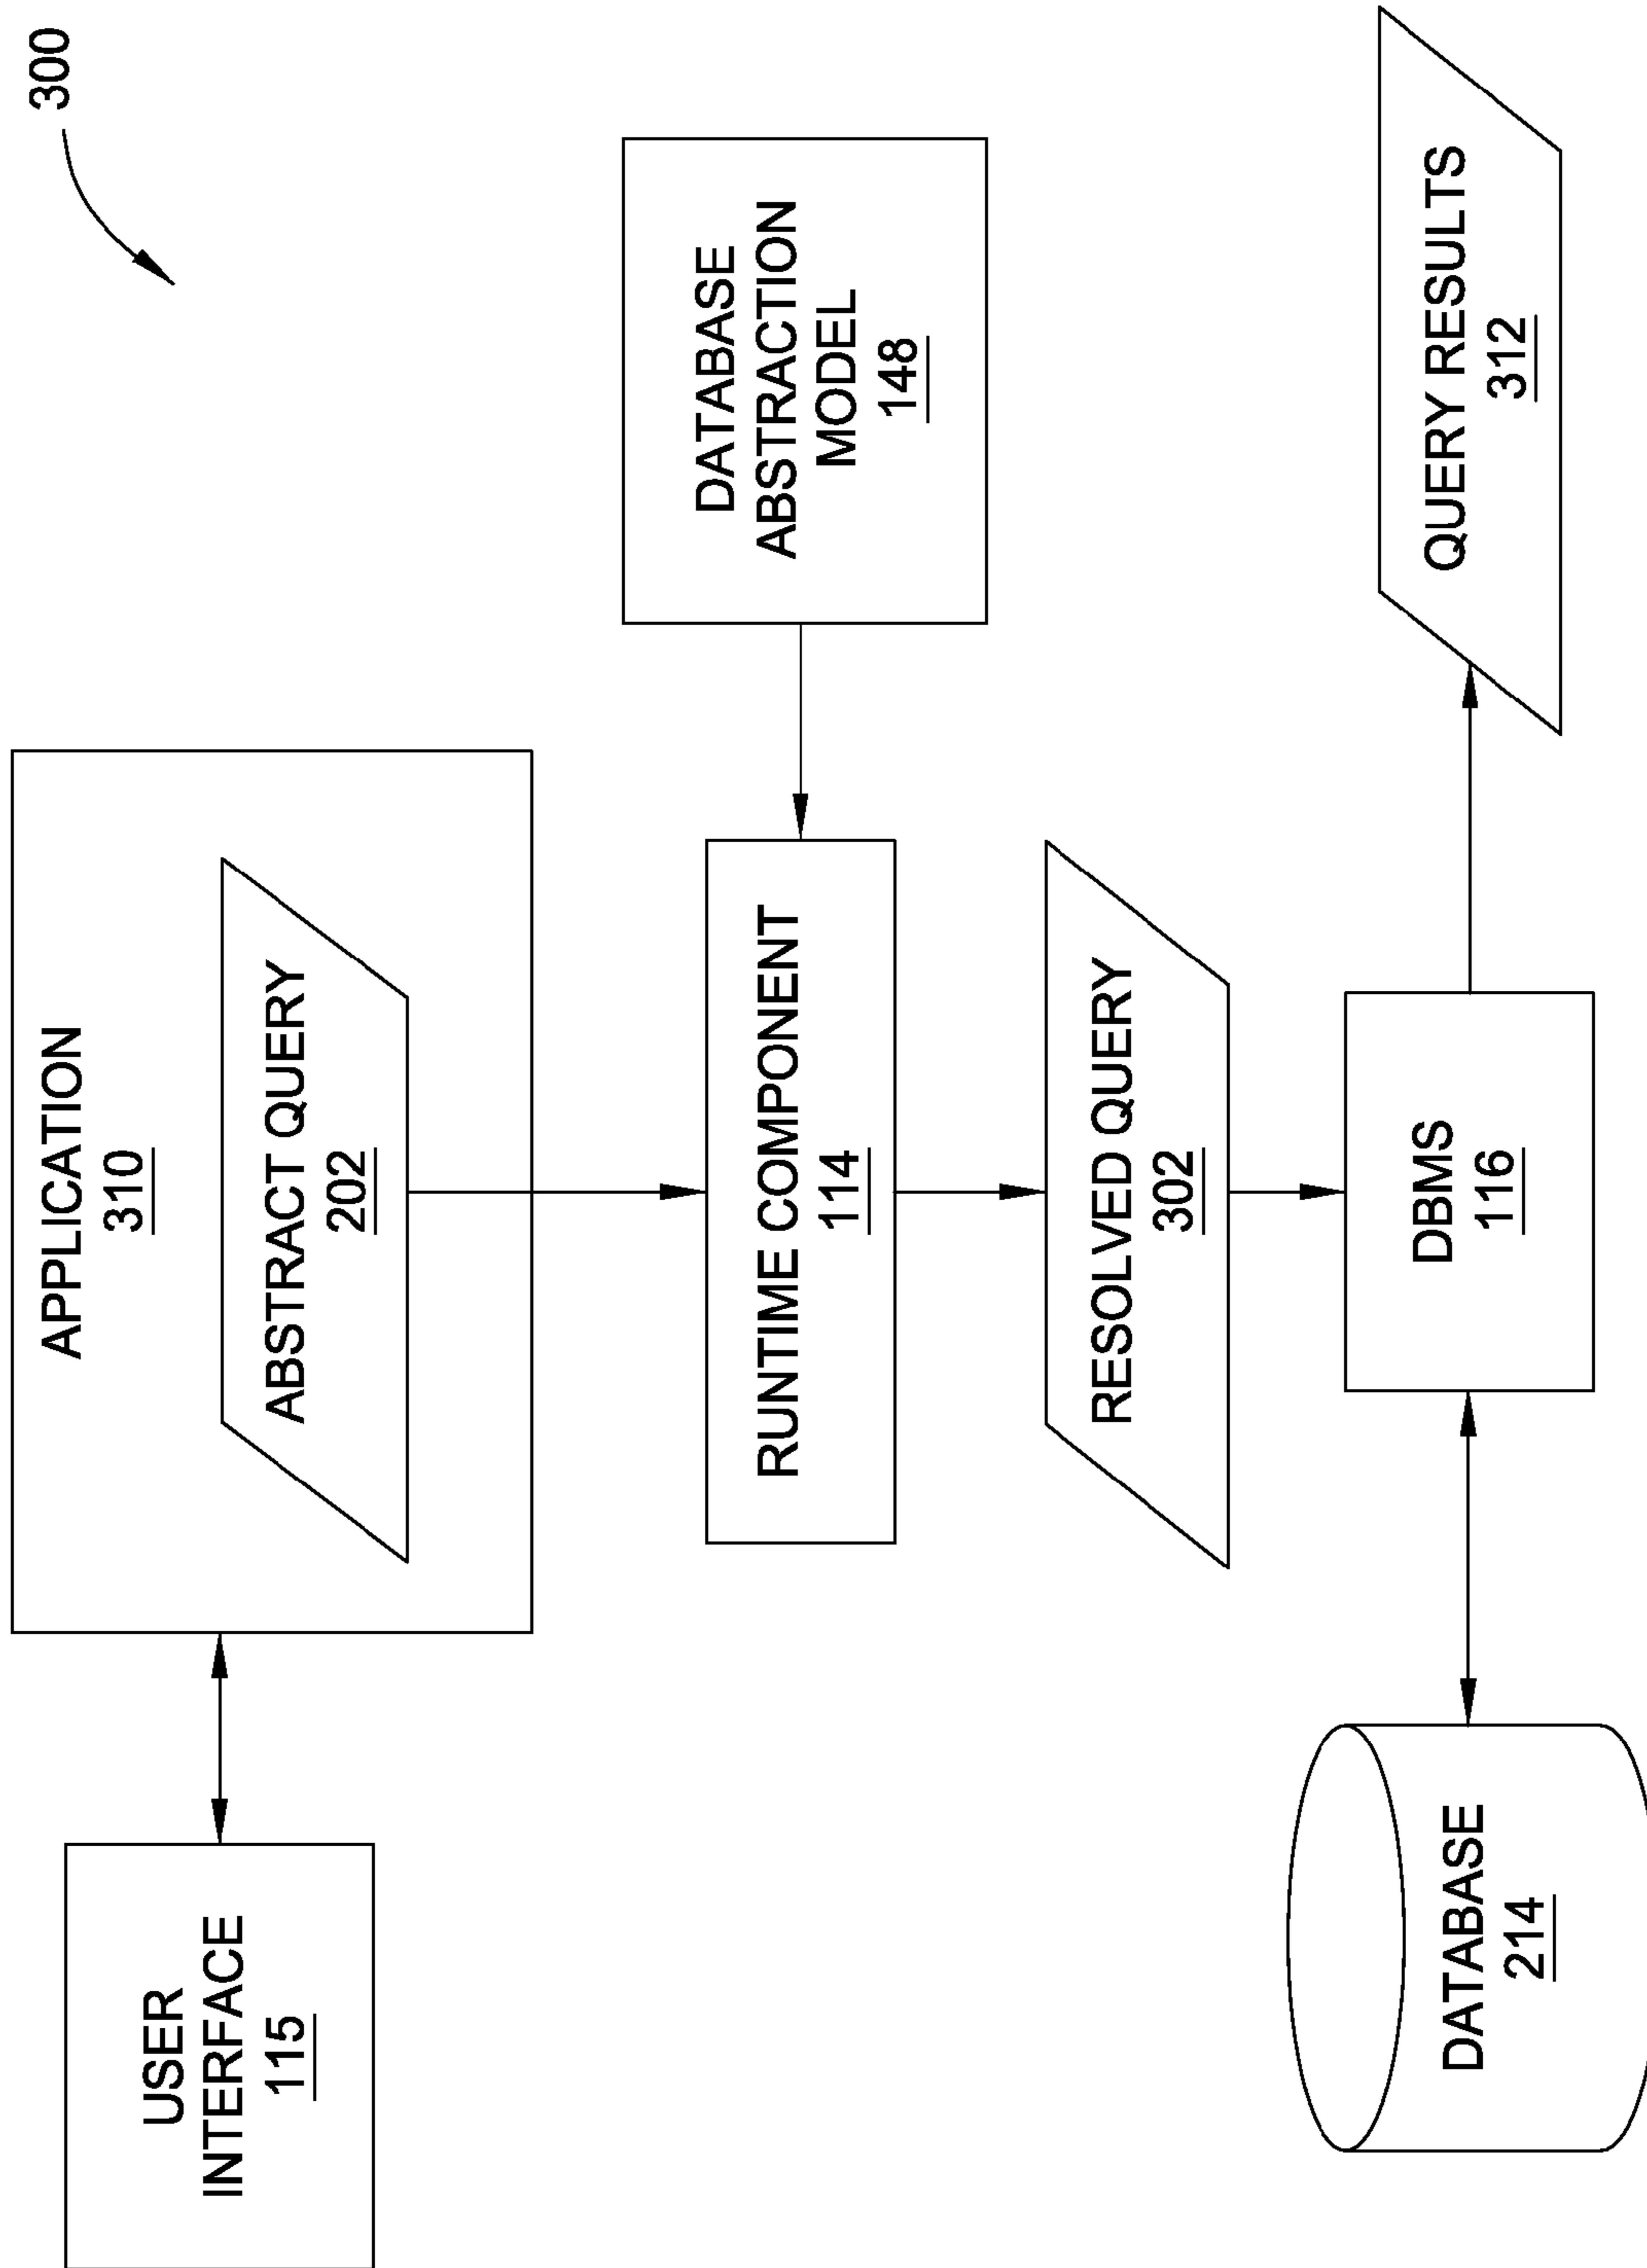 300
USER
INTERFACE
115
APPLICATION
310
ABSTRACT QUERY
202
RUNTIME COMPONENT
114
DATABASE
ABSTRACTION
MODEL
148
RESOLVED QUERY
302
DATABASE
214
DBMS
116
QUERY RESULTS
312